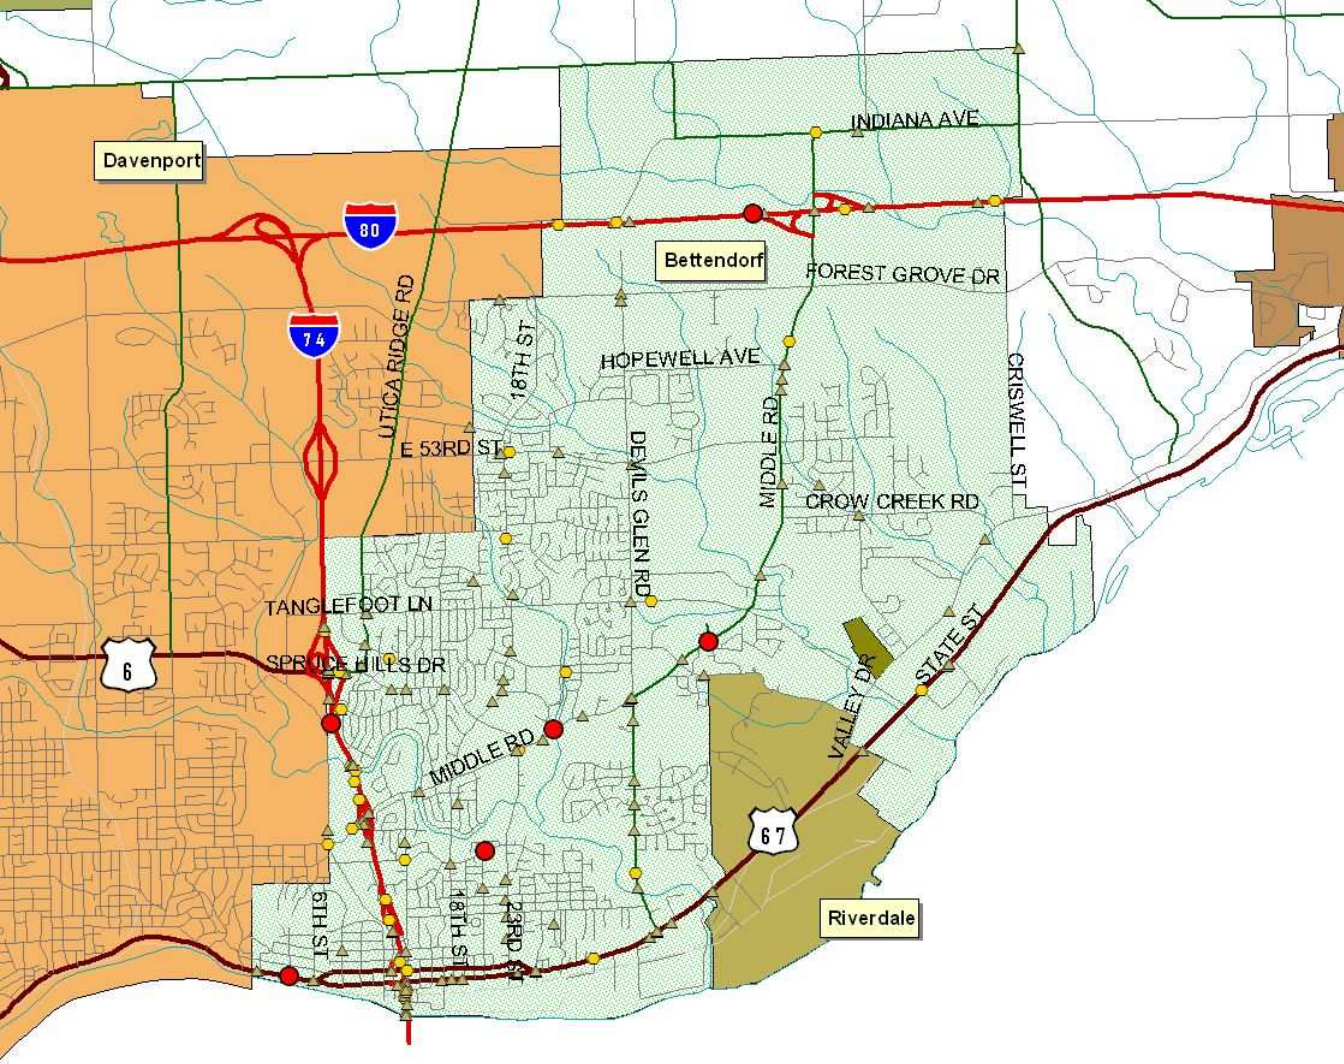 INDIANA AVE
Davenport
80
Bettendorf
FOREST GROVE DR
74
UTICA RIDGE RD
18TH ST
HOPEWELL AVE
CRISWELL ST
MIDDLE RD
E 53RD ST
DEVILS GLEN RD
CROW CREEK RD
TANGLEFOOT LN
6
SPRUCE HILLS DR
STATE ST
VALLEY DR
MIDDLE RD
67
6TH ST
18TH ST
23RD ST
Riverdale